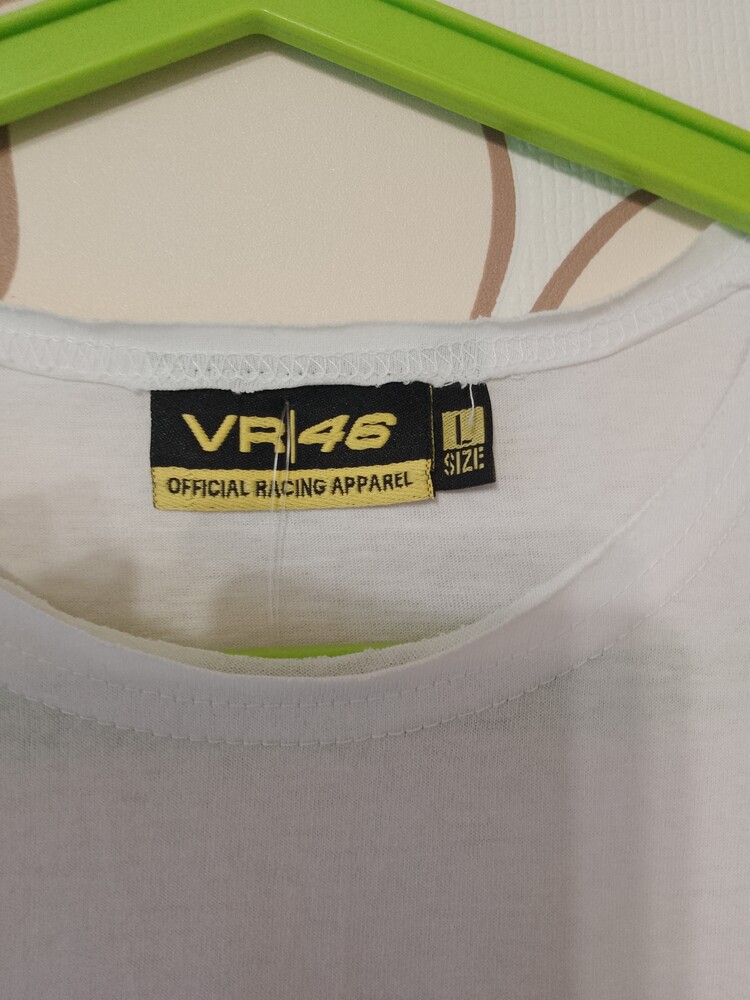 VR|46
OFFICIAL RACING APPAREL
L
SIZE